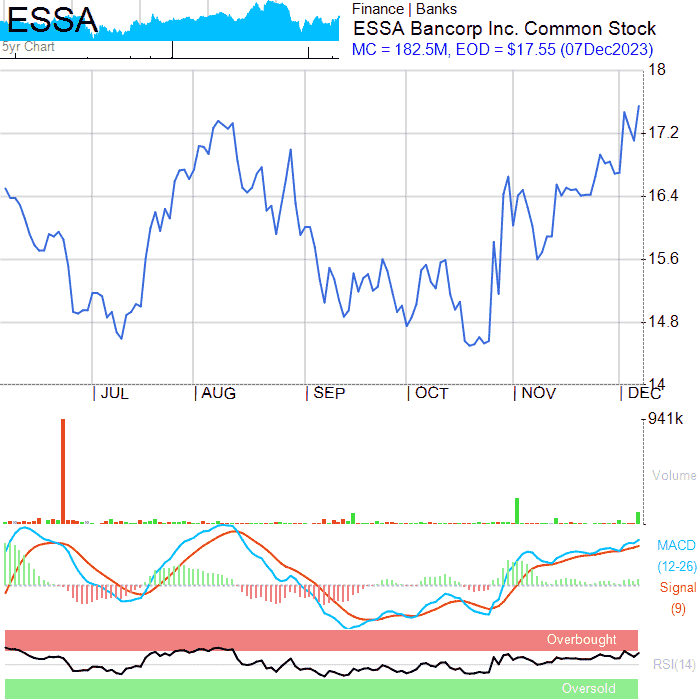 ESSA
5yr Chart
Finance | Banks
ESSA Bancorp Inc. Common Stock
MC = 182.5M, EOD = $17.55 (07Dec2023)
18
17.2
16.4
15.6
14.8
14
JUL AUG SEP OCT NOV DEC
941k
Volume
MACD
(12-26)
Signal
(9)
Overbought
RSI(14)
Oversold